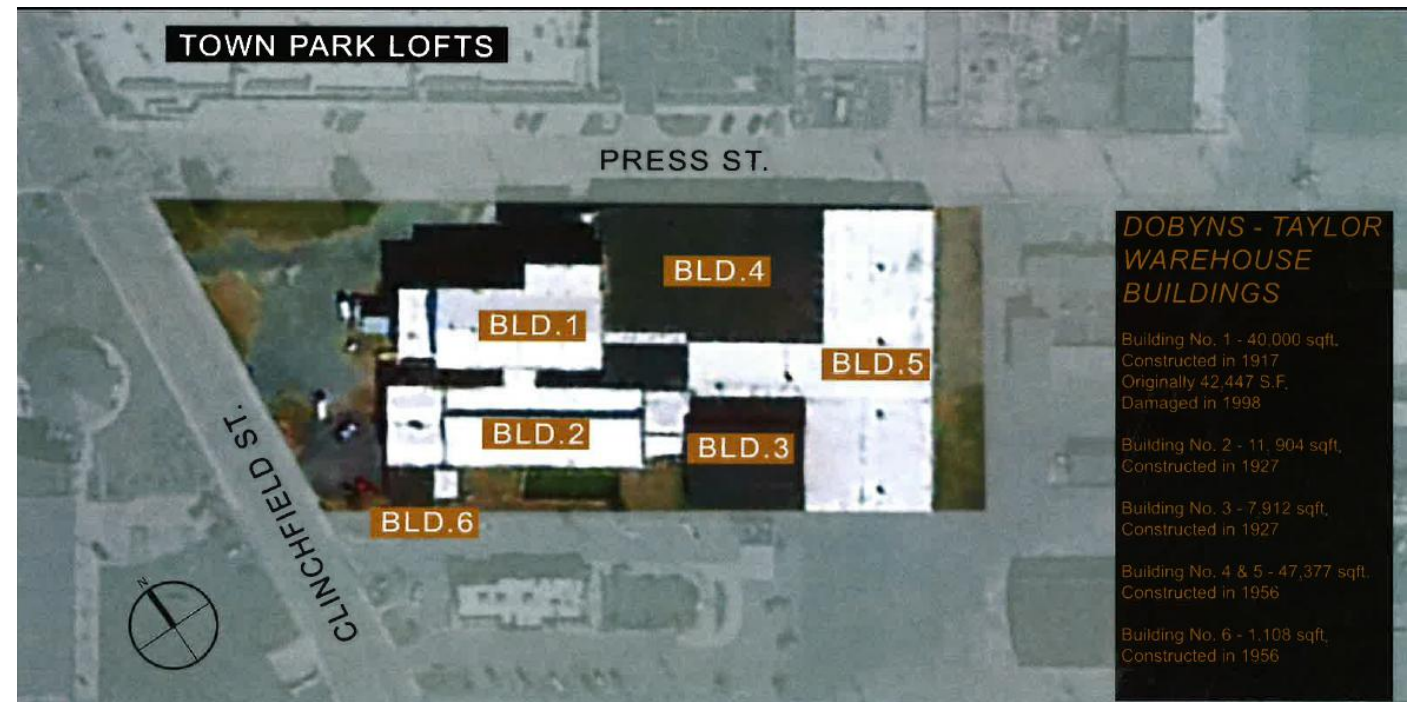 TOWN PARK LOFTS
PRESS ST.
BLD.4
BLD.1
BLD.5
BLD.2
BLD.3
BLD.6
CLINCHFIELD ST.
N
DOBYNS - TAYLOR
WAREHOUSE
BUILDINGS
Building No. 1 - 40,000 sqft.
Constructed in 1917
Originally 42,447 S.F.
Damaged in 1998
Building No. 2 - 11, 904 sqft,
Constructed in 1927
Building No. 3 - 7,912 sqft,
Constructed in 1927
Building No. 4 & 5 - 47,377 sqft.
Constructed in 1956
Building No. 6 - 1,108 sqft,
Constructed in 1956